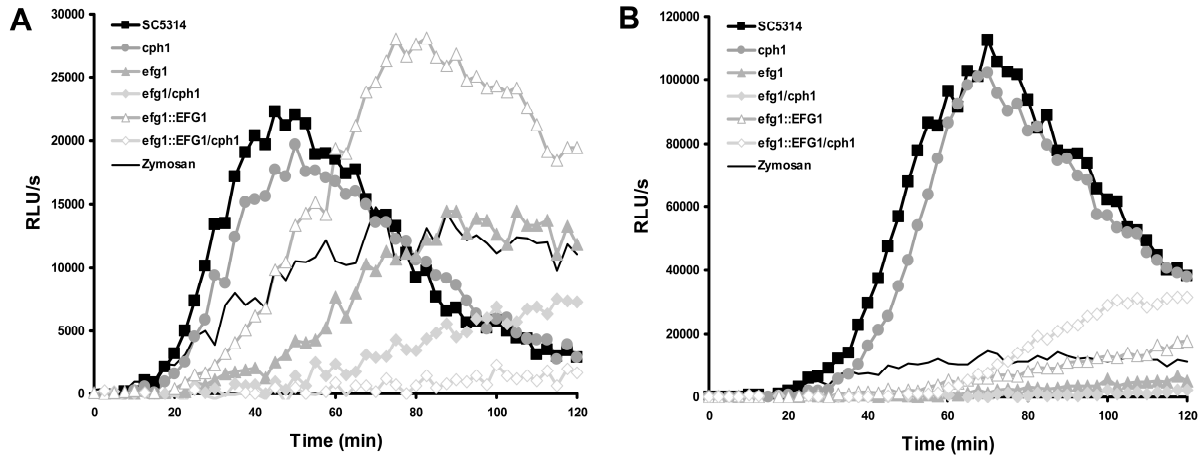 A
SC5314
cph1
efg1
efg1/cph1
efg1::EFG1
efg1::EFG1/cph1
Zymosan
30000
25000
20000
15000
10000
5000
0
RLU/s
0 20 40 60 80 100 120
Time (min)
B
SC5314
cph1
efg1
efg1/cph1
efg1::EFG1
efg1::EFG1/cph1
Zymosan
120000
100000
80000
60000
40000
20000
0
RLU/s
0 20 40 60 80 100 120
Time (min)